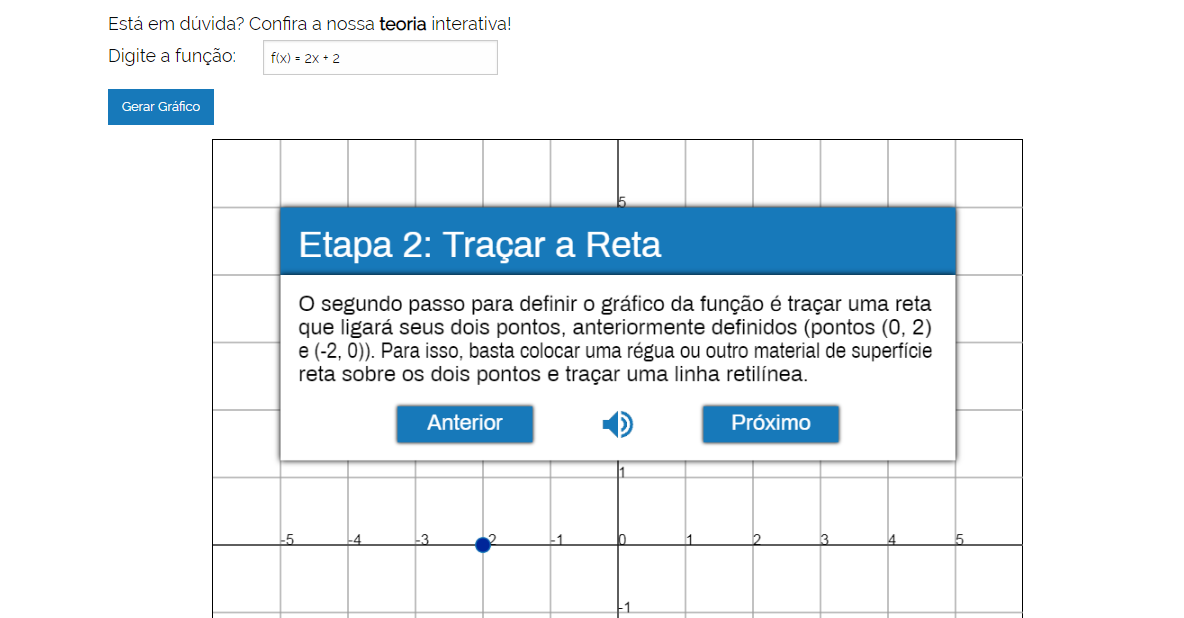 Está em dúvida? Confira a nossa teoria interativa!
Digite a função: f(x) = 2x + 2
Gerar Gráfico
5
Etapa 2: Traçar a Reta
O segundo passo para definir o gráfico da função é traçar uma reta
que ligará seus dois pontos, anteriormente definidos (pontos (0, 2)
e (-2, 0)). Para isso, basta colocar uma régua ou outro material de superfície
reta sobre os dois pontos e traçar uma linha retilínea.
Anterior Próximo
1
-5 -4 -3 -2 -1 0 1 2 3 4 5
-1